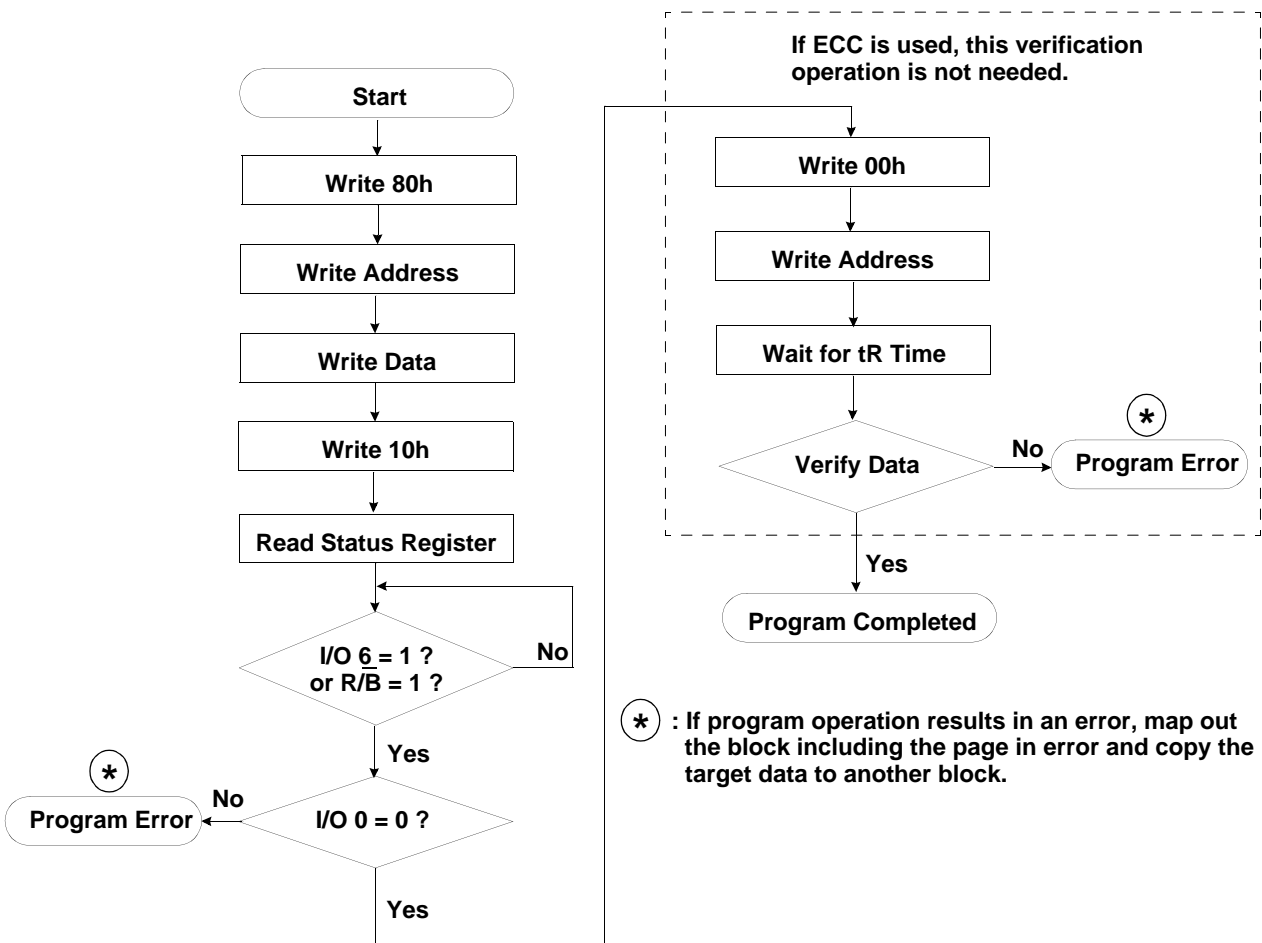 Start
Write 80h
Write Address
Write Data
Write 10h
Read Status Register
I/O 6 = 1 ?
or R/B̅ = 1 ?
No
Yes
*
Program Error
No
I/O 0 = 0 ?
Yes
If ECC is used, this verification
operation is not needed.
Write 00h
Write Address
Wait for tR Time
Verify Data
No
*
Program Error
Yes
Program Completed
* : If program operation results in an error, map out
the block including the page in error and copy the
target data to another block.